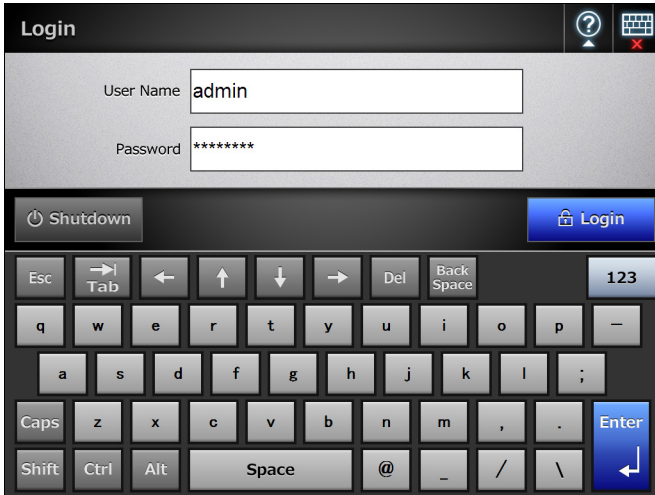 Login
?
User Name admin
Password ********
Shutdown Login
Esc Tab ← ↑ ↓ → Del Back Space 123
q w e r t y u i o p −
a s d f g h j k l ;
Caps z x c v b n m , . Enter
Shift Ctrl Alt Space @ _ / \